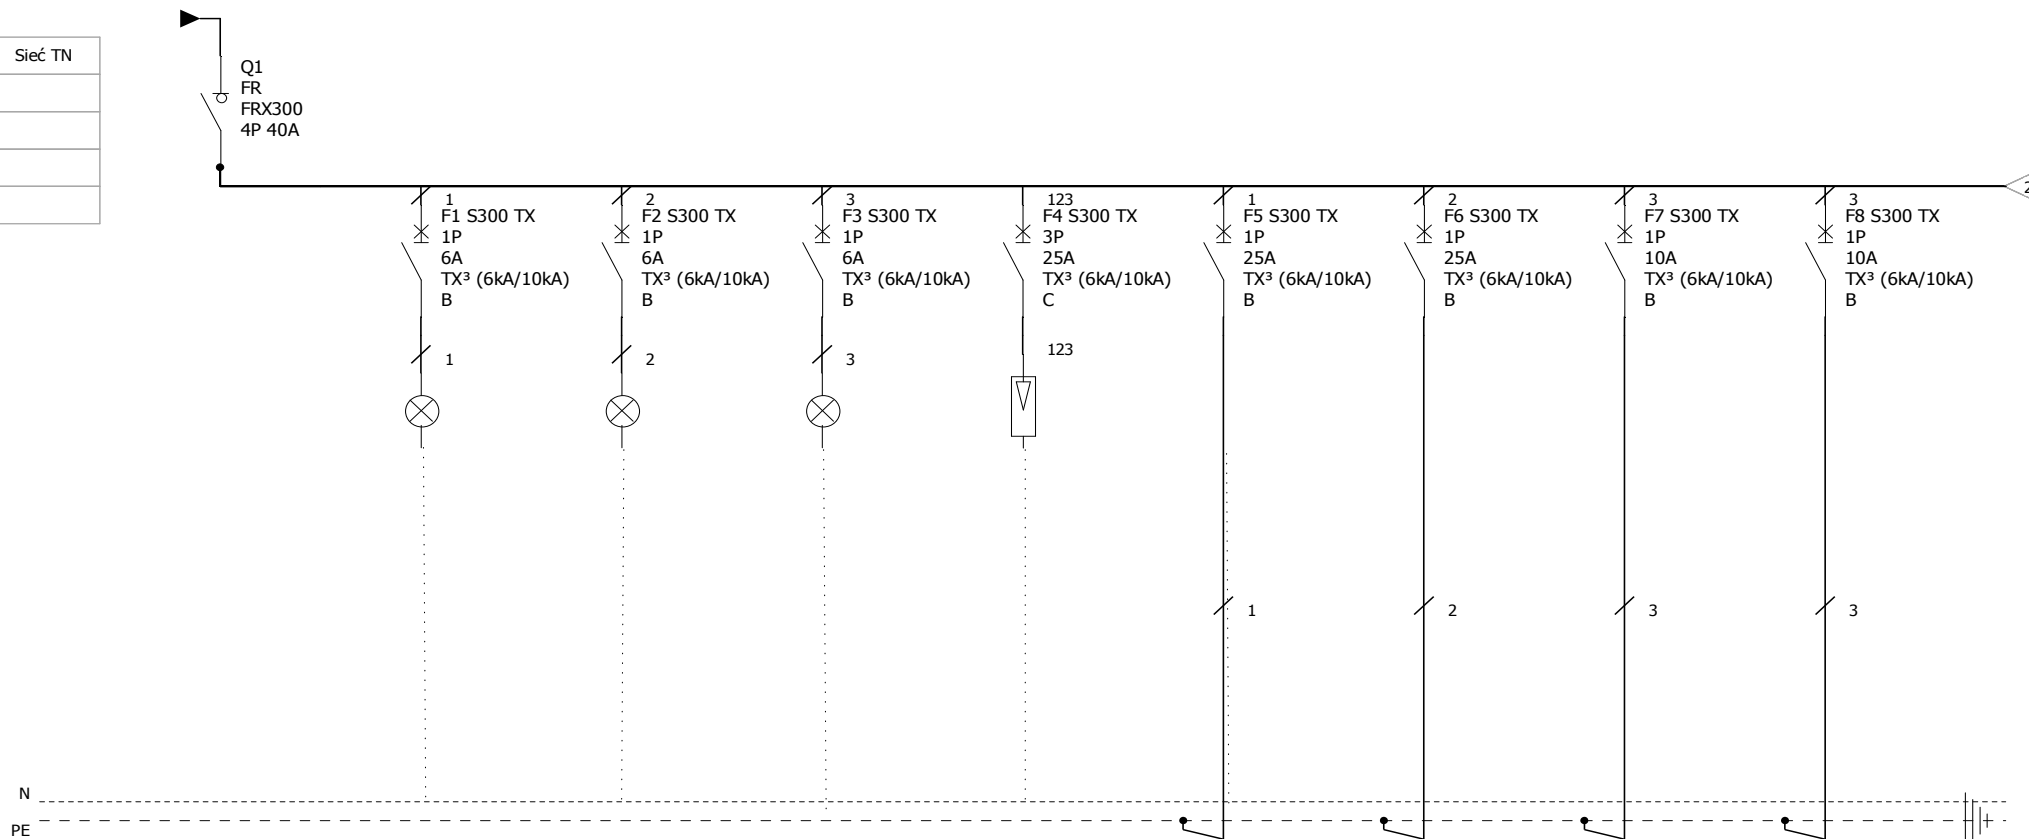 Sieć TN
Q1
FR
FRX300
4P 40A
2
1
F1 S300 TX
1P
6A
TX³ (6kA/10kA)
B
2
F2 S300 TX
1P
6A
TX³ (6kA/10kA)
B
3
F3 S300 TX
1P
6A
TX³ (6kA/10kA)
B
123
F4 S300 TX
3P
25A
TX³ (6kA/10kA)
C
1
F5 S300 TX
1P
25A
TX³ (6kA/10kA)
B
2
F6 S300 TX
1P
25A
TX³ (6kA/10kA)
B
3
F7 S300 TX
1P
10A
TX³ (6kA/10kA)
B
3
F8 S300 TX
1P
10A
TX³ (6kA/10kA)
B
1
2
3
123
1
2
3
3
N
PE